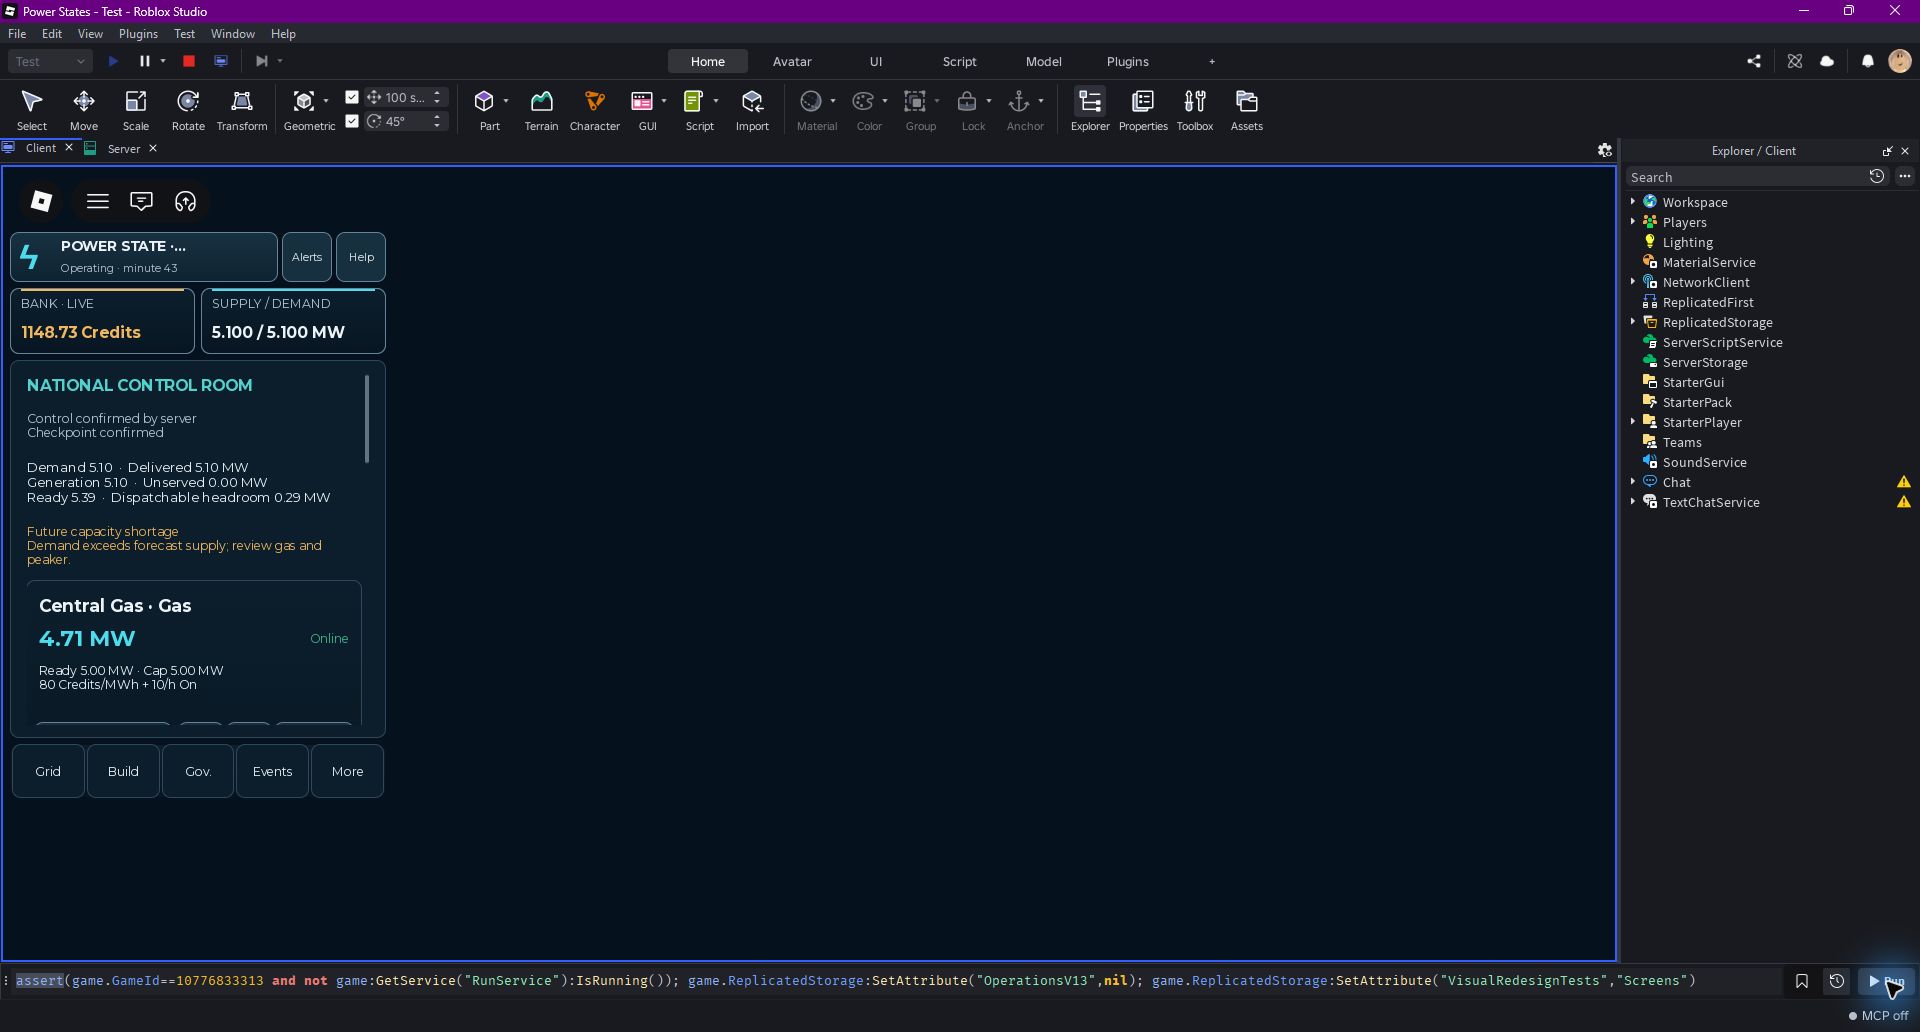 Power States - Test - Roblox Studio
File Edit View Plugins Test Window Help
Test
Home Avatar UI Script Model Plugins +
100 s...
45°
Select Move Scale Rotate Transform Geometric Part Terrain Character GUI Script Import Material Color Group Lock Anchor Explorer Properties Toolbox Assets
Client Server
Explorer / Client
Search
Workspace
Players
Lighting
MaterialService
NetworkClient
ReplicatedFirst
ReplicatedStorage
ServerScriptService
ServerStorage
StarterGui
StarterPack
StarterPlayer
Teams
SoundService
Chat
TextChatService
POWER STATE ·...
Operating · minute 43
Alerts
Help
BANK · LIVE
1148.73 Credits
SUPPLY / DEMAND
5.100 / 5.100 MW
NATIONAL CONTROL ROOM
Control confirmed by server
Checkpoint confirmed
Demand 5.10 · Delivered 5.10 MW
Generation 5.10 · Unserved 0.00 MW
Ready 5.39 · Dispatchable headroom 0.29 MW
Future capacity shortage
Demand exceeds forecast supply; review gas and
peaker.
Central Gas · Gas
4.71 MW
Online
Ready 5.00 MW · Cap 5.00 MW
80 Credits/MWh + 10/h On
Grid Build Gov. Events More
assert(game.GameId==10776833313 and not game:GetService("RunService"):IsRunning()); game.ReplicatedStorage:SetAttribute("OperationsV13",nil); game.ReplicatedStorage:SetAttribute("VisualRedesignTests","Screens")
MCP off